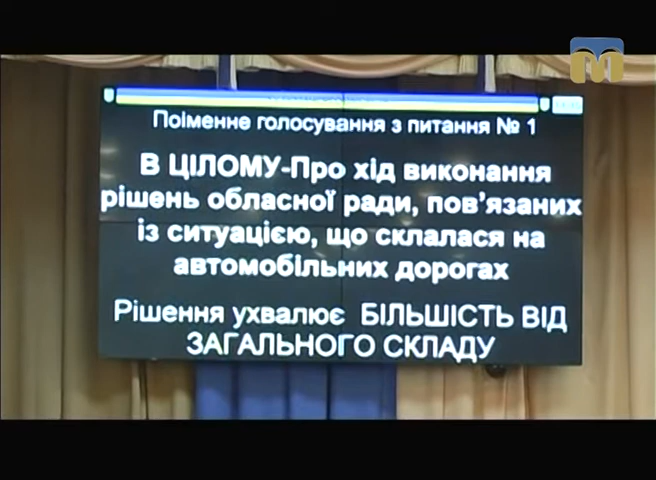 Поіменне голосування з питання № 1
В ЦІЛОМУ-Про хід виконання
рішень обласної ради, пов'язаних
із ситуацією, що склалася на
автомобільних дорогах
Рішення ухвалює БІЛЬШІСТЬ ВІД
ЗАГАЛЬНОГО СКЛАДУ